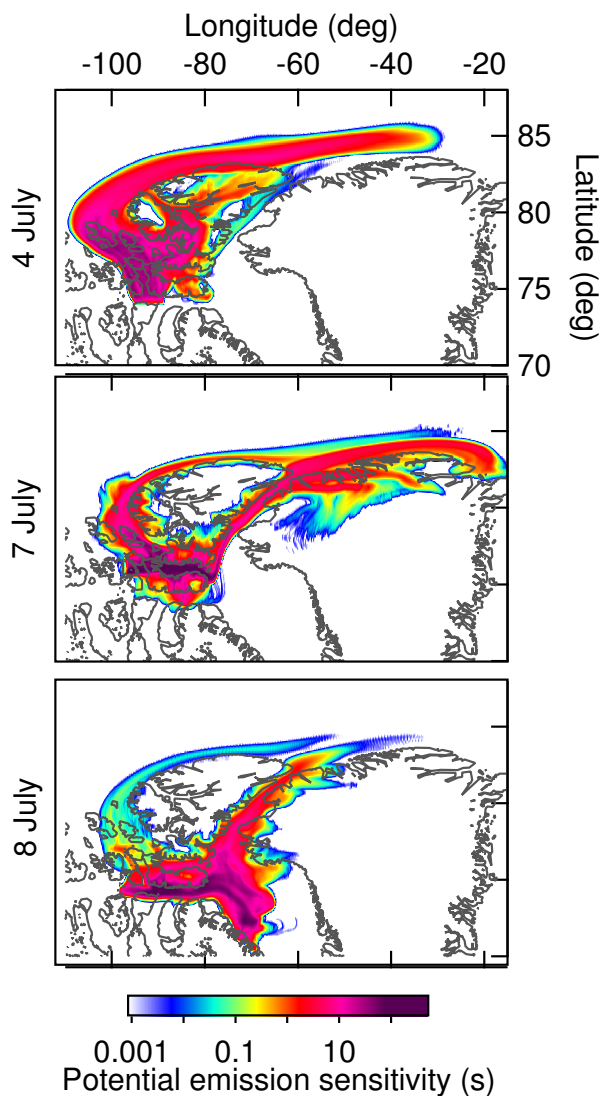 Longitude (deg)
-100 -80 -60 -40 -20
4 July
85
80
75
70
Latitude (deg)
7 July
8 July
0.001 0.1 10
Potential emission sensitivity (s)